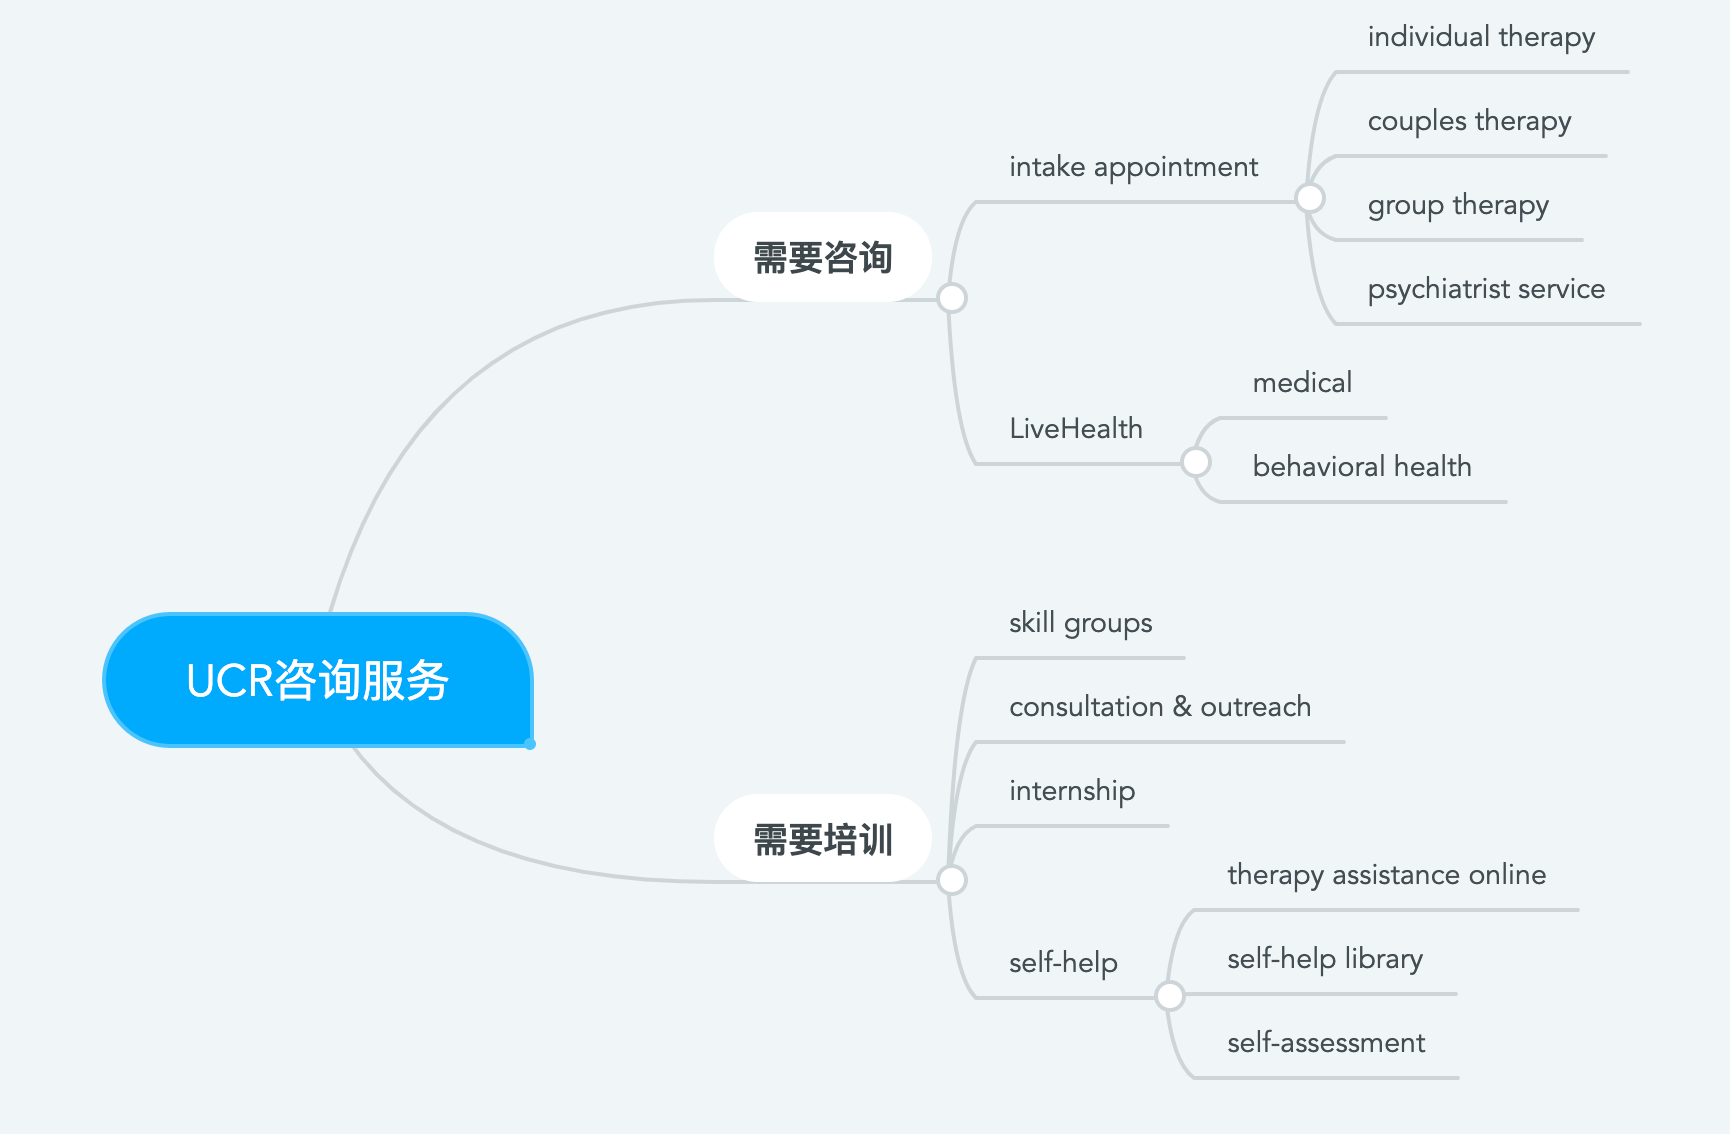 UCR咨询服务
需要咨询
intake appointment
individual therapy
couples therapy
group therapy
psychiatrist service
LiveHealth
medical
behavioral health
需要培训
skill groups
consultation & outreach
internship
self-help
therapy assistance online
self-help library
self-assessment